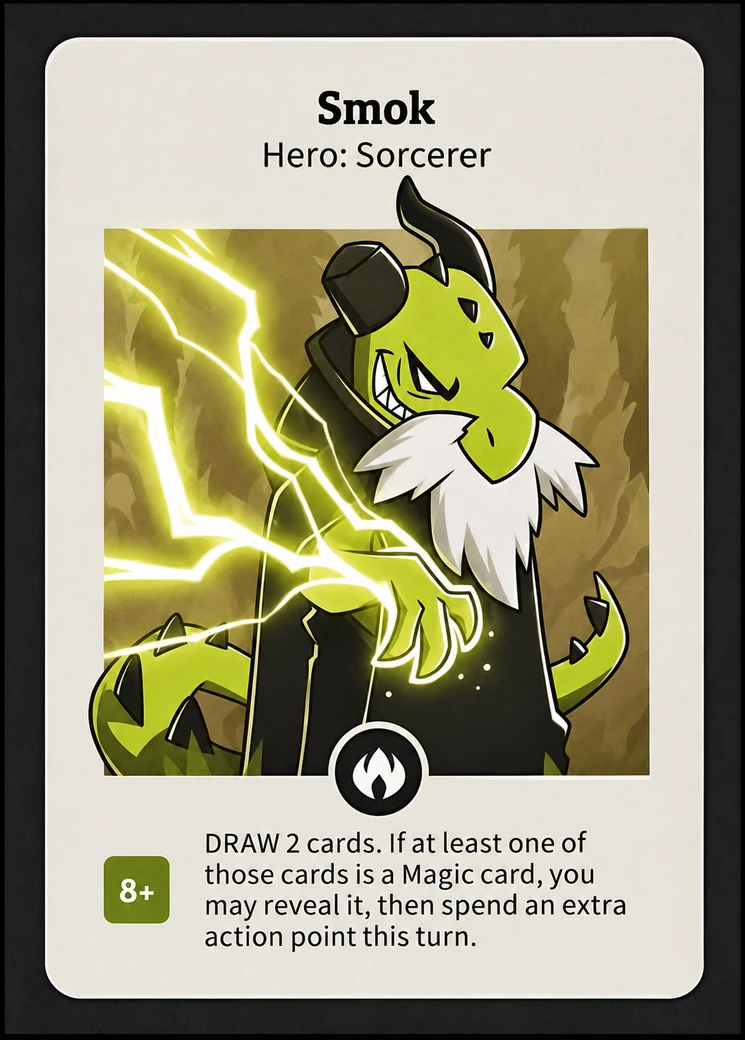 Smok
Hero: Sorcerer
8+
DRAW 2 cards. If at least one of
those cards is a Magic card, you
may reveal it, then spend an extra
action point this turn.